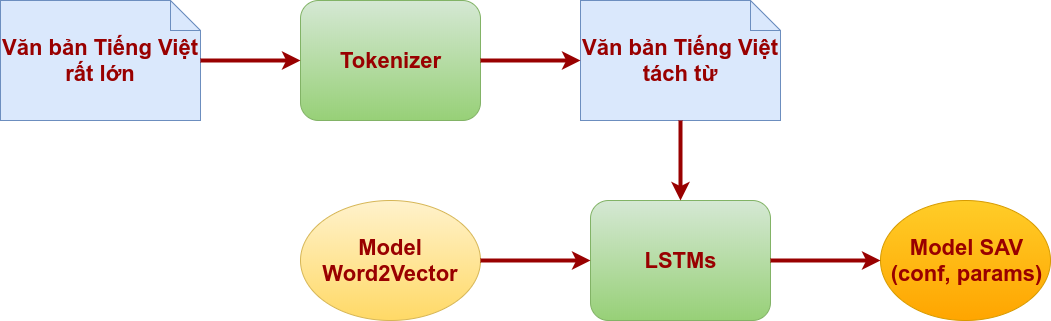 Văn bản Tiếng Việt
rất lớn
Tokenizer
Văn bản Tiếng Việt
tách từ
Model
Word2Vector
LSTMs
Model SAV
(conf, params)